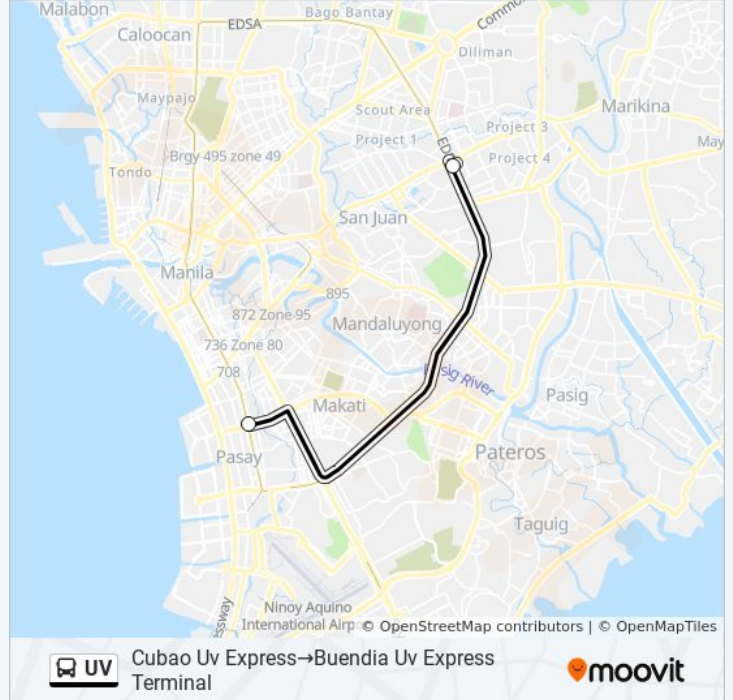 Malabon
Bago Bantay
EDSA
Common
Caloocan
Diliman
Maypajo
Scout Area
Marikina
Project 1
Project 3
May
Brgy 495 zone 49
Project 4
Tondo
San Juan
Manila
895
872 Zone 95
Mandaluyong
736 Zone 80
708
River
Makati
Pasig
Pasay
Pateros
Taguig
Ninoy Aquino
International Airp
© OpenStreetMap contributors | © OpenMapTiles
UV
Cubao Uv Express→Buendia Uv Express
Terminal
moovit